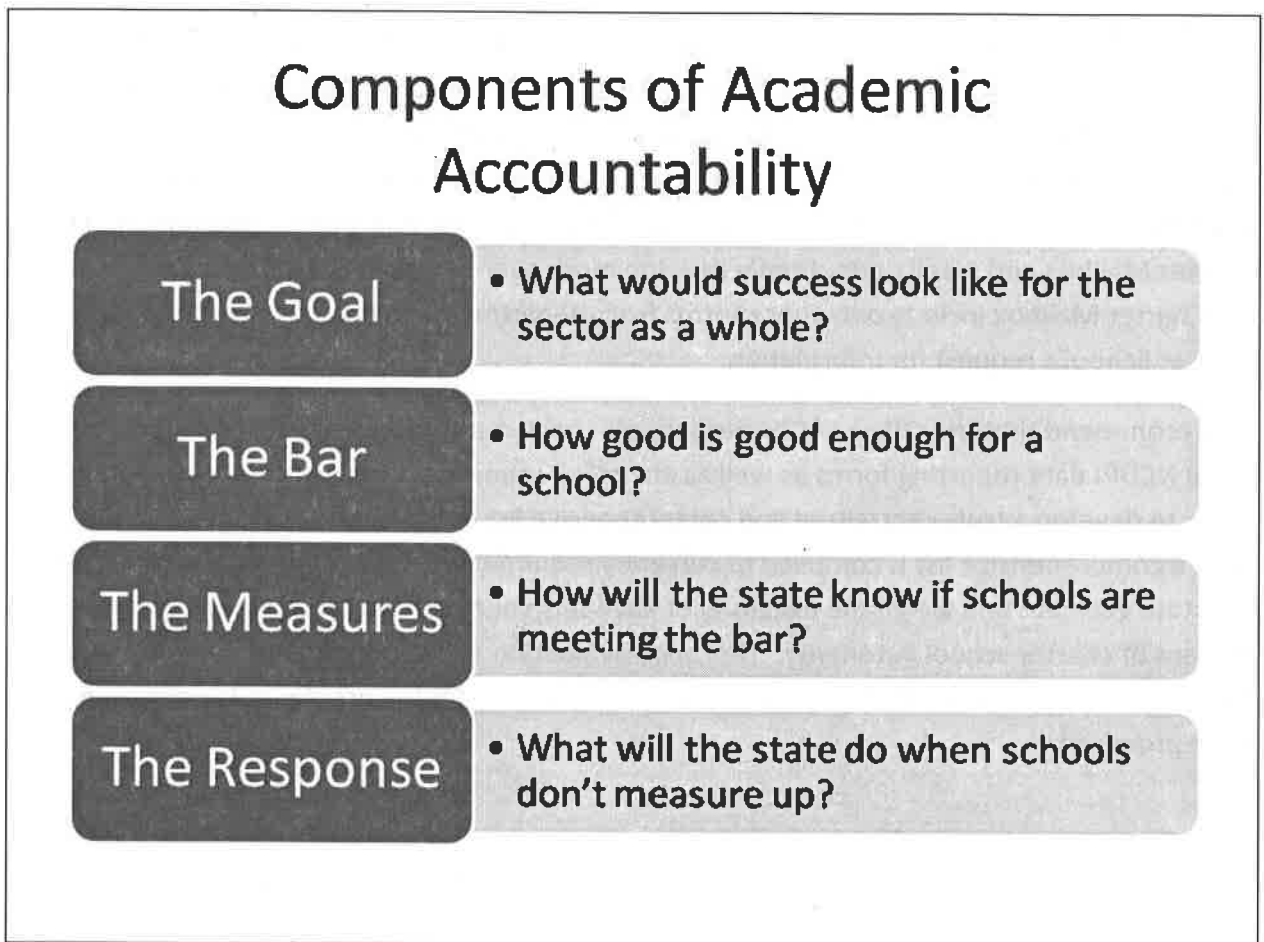 Components of Academic
Accountability
The Goal
• What would success look like for the
sector as a whole?
The Bar
• How good is good enough for a
school?
The Measures
• How will the state know if schools are
meeting the bar?
The Response
• What will the state do when schools
don't measure up?